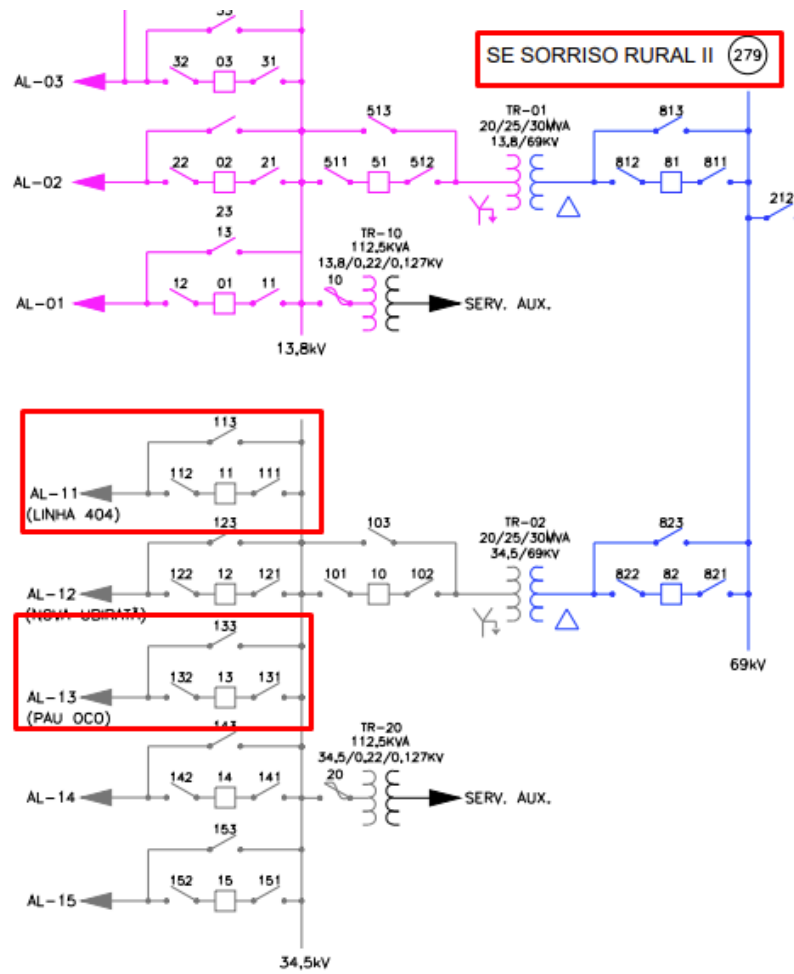 33
SE SORRISO RURAL II 279
32 03 31
AL-03
513
TR-01
20/25/30MVA
13,8/69KV
813
22 02 21
511 51 512
812 81 811
AL-02
212
23
13
TR-10
112,5KVA
13,8/0,22/0,127KV
12 01 11
10
AL-01
SERV. AUX.
13,8kV
113
112 11 111
AL-11
(LINHA 404)
123
103
TR-02
20/25/30MVA
34,5/69KV
823
122 12 121
101 10 102
822 82 821
AL-12
(NOVA UBIRATÃ)
133
69kV
132 13 131
AL-13
(PAU OCO)
143
TR-20
112,5KVA
34,5/0,22/0,127KV
142 14 141
20
AL-14
SERV. AUX.
153
152 15 151
AL-15
34,5kV